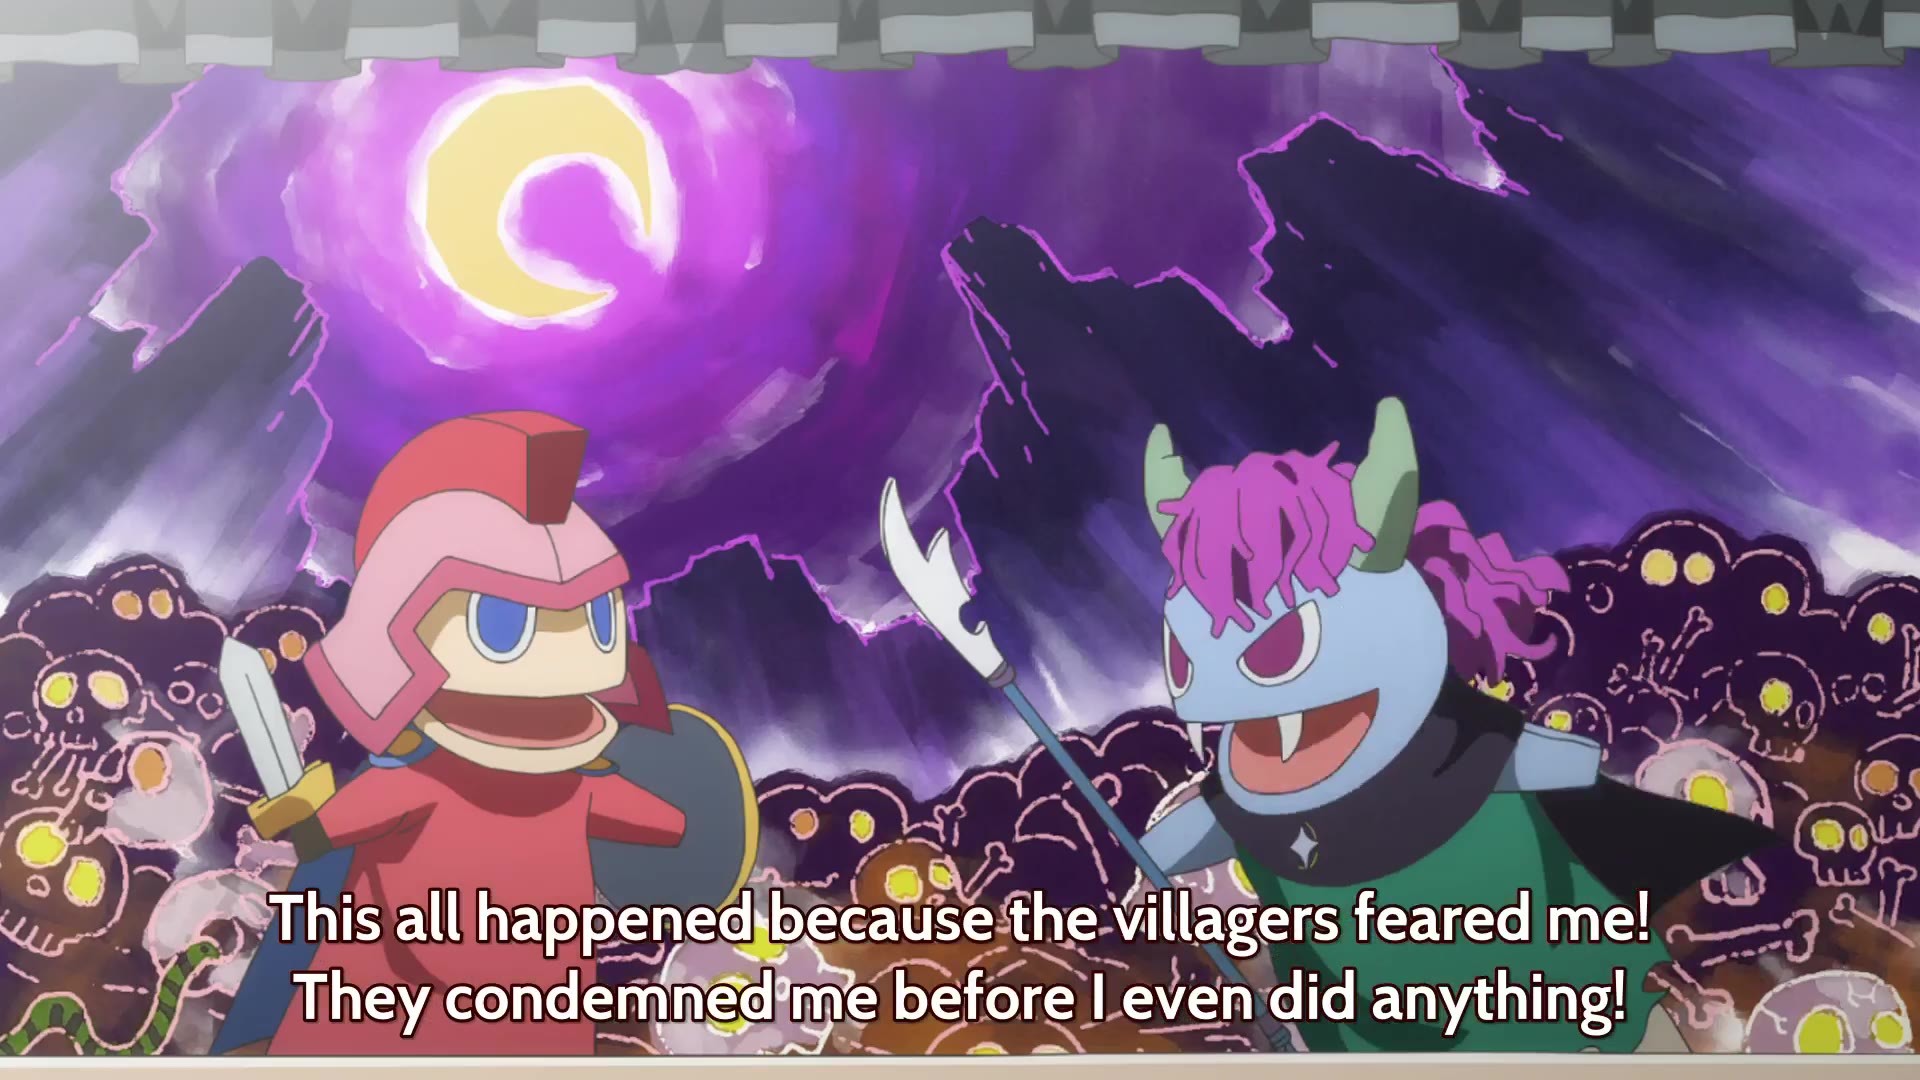 This all happened because the villagers feared me!
They condemned me before I even did anything!